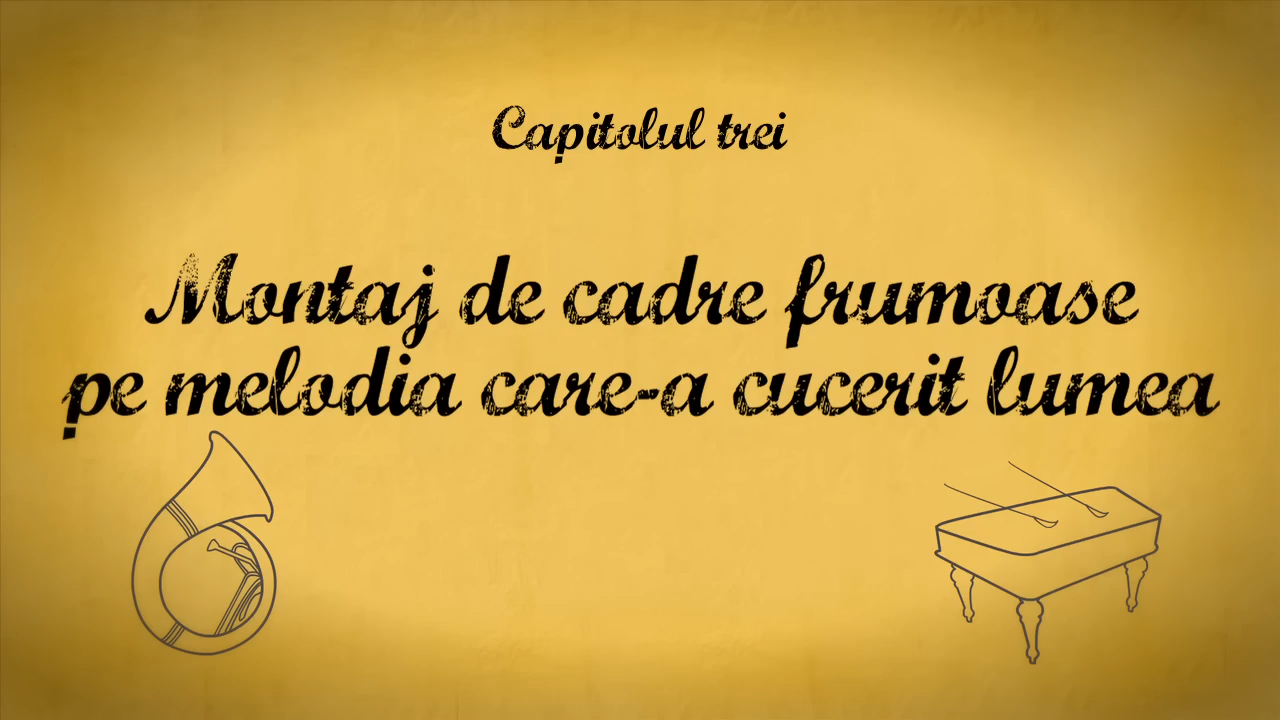 Capitolul trei
Montaj de cadre frumoase
pe melodia care-a cucerit lumea